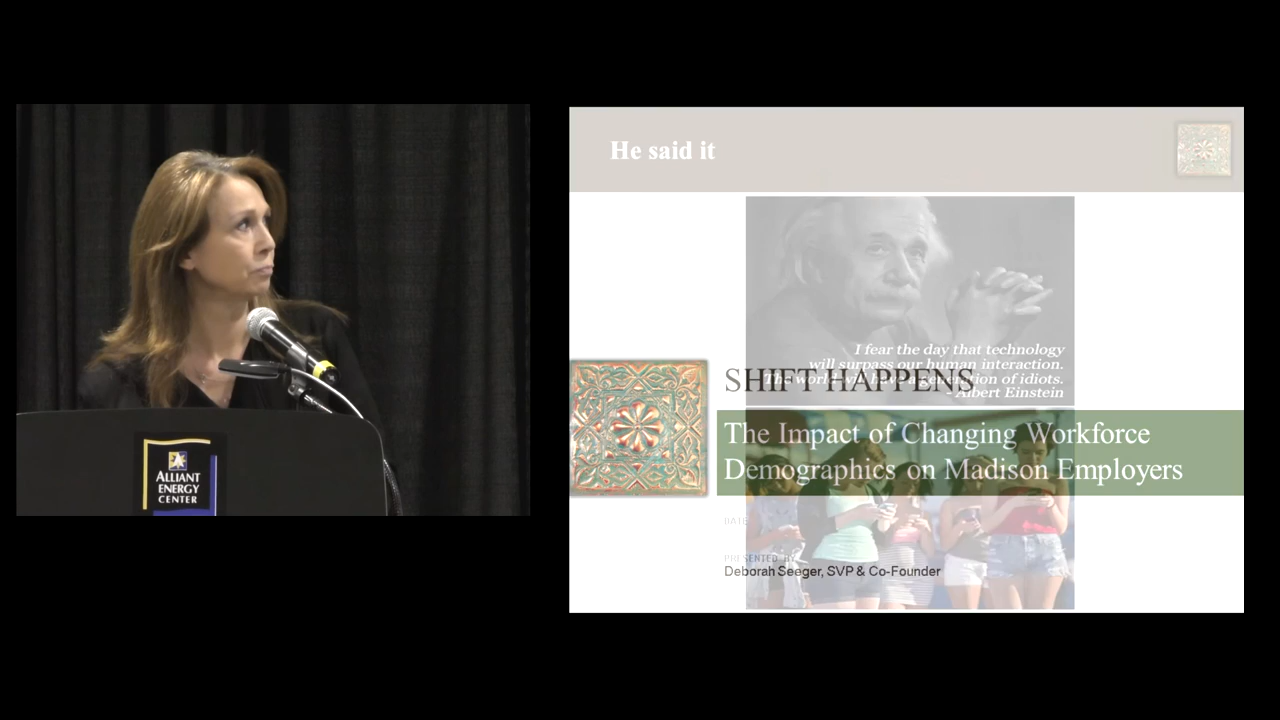 He said it
I fear the day that technology
will surpass our human interaction.
The world will have a generation of idiots.
- Albert Einstein
SHIFT HAPPENS
The Impact of Changing Workforce
Demographics on Madison Employers
DATE
PRESENTED BY
Deborah Seeger, SVP & Co-Founder
ALLIANT
ENERGY
CENTER